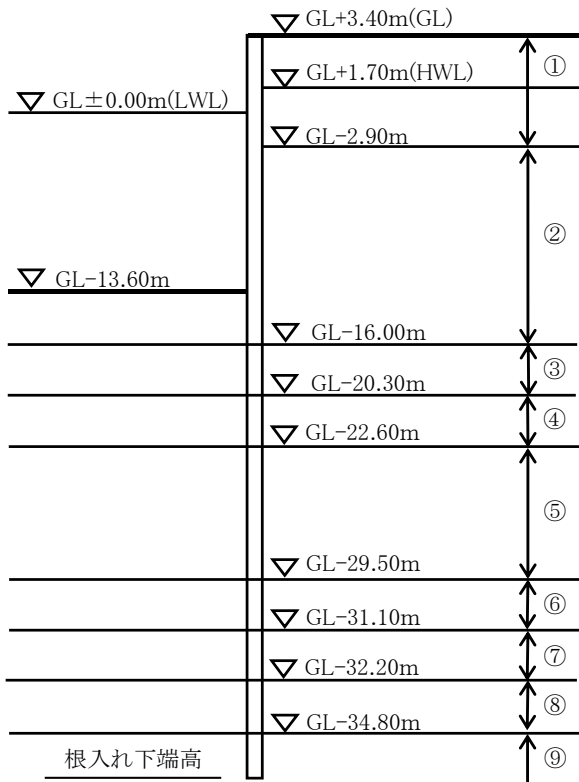 GL+3.40m(GL)
①
GL+1.70m(HWL)
GL±0.00m(LWL)
GL-2.90m
②
GL-13.60m
GL-16.00m
③
GL-20.30m
④
GL-22.60m
⑤
GL-29.50m
⑥
GL-31.10m
⑦
GL-32.20m
⑧
GL-34.80m
根入れ下端高
⑨